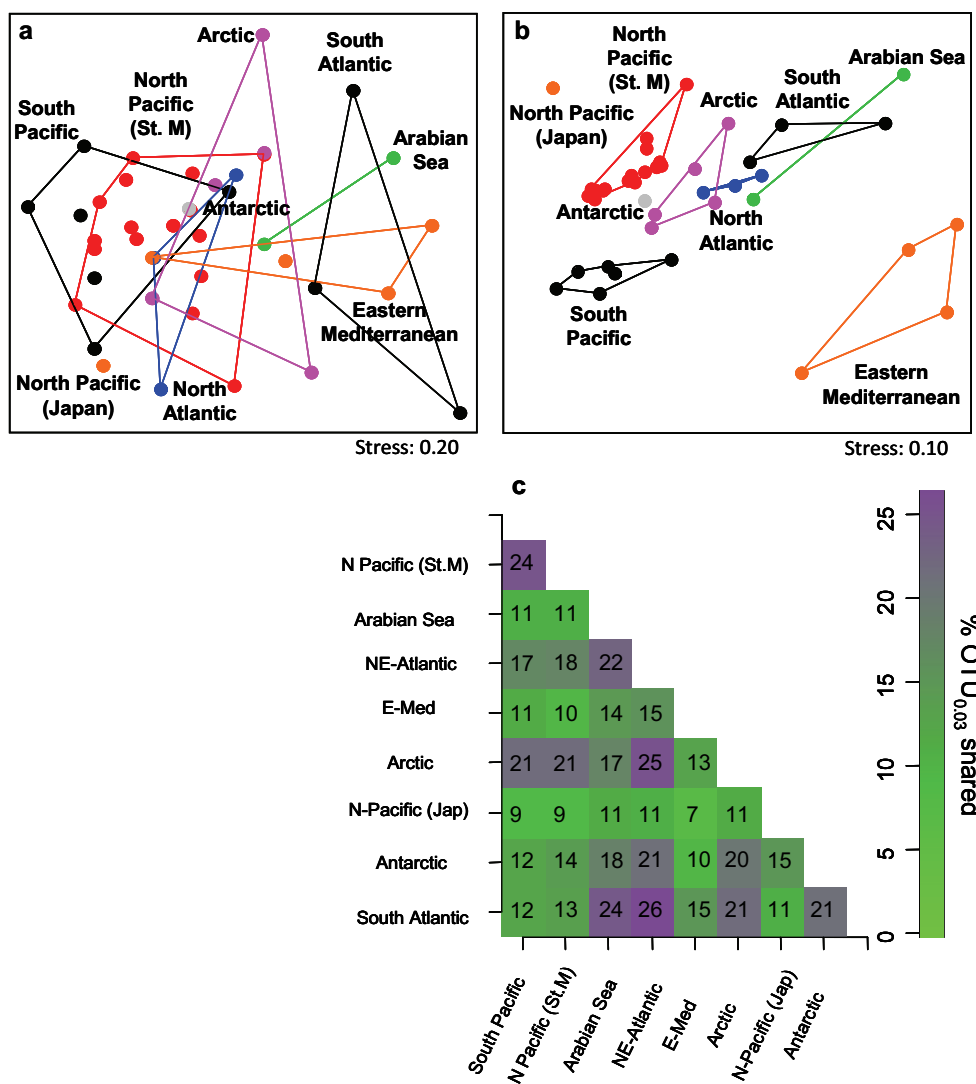 a
Arctic
South
Atlantic
North
Pacific
(St. M)
South
Pacific
Arabian
Sea
Antarctic
Eastern
Mediterranean
North Pacific
(Japan)
North
Atlantic
Stress: 0.20
b
North
Pacific
(St. M)
Arabian Sea
South
Atlantic
North Pacific
(Japan)
Arctic
Antarctic
North
Atlantic
South
Pacific
Eastern
Mediterranean
Stress: 0.10
c
N Pacific (St.M) 24
Arabian Sea 11 11
NE-Atlantic 17 18 22
E-Med 11 10 14 15
Arctic 21 21 17 25 13
N-Pacific (Jap) 9 9 11 11 7 11
Antarctic 12 14 18 21 10 20 15
South Atlantic 12 13 24 26 15 21 11 21
South Pacific
N Pacific (St.M)
Arabian Sea
NE-Atlantic
E-Med
Arctic
N-Pacific (Jap)
Antarctic
25
20
15
10
5
0
% OTU0.03 shared